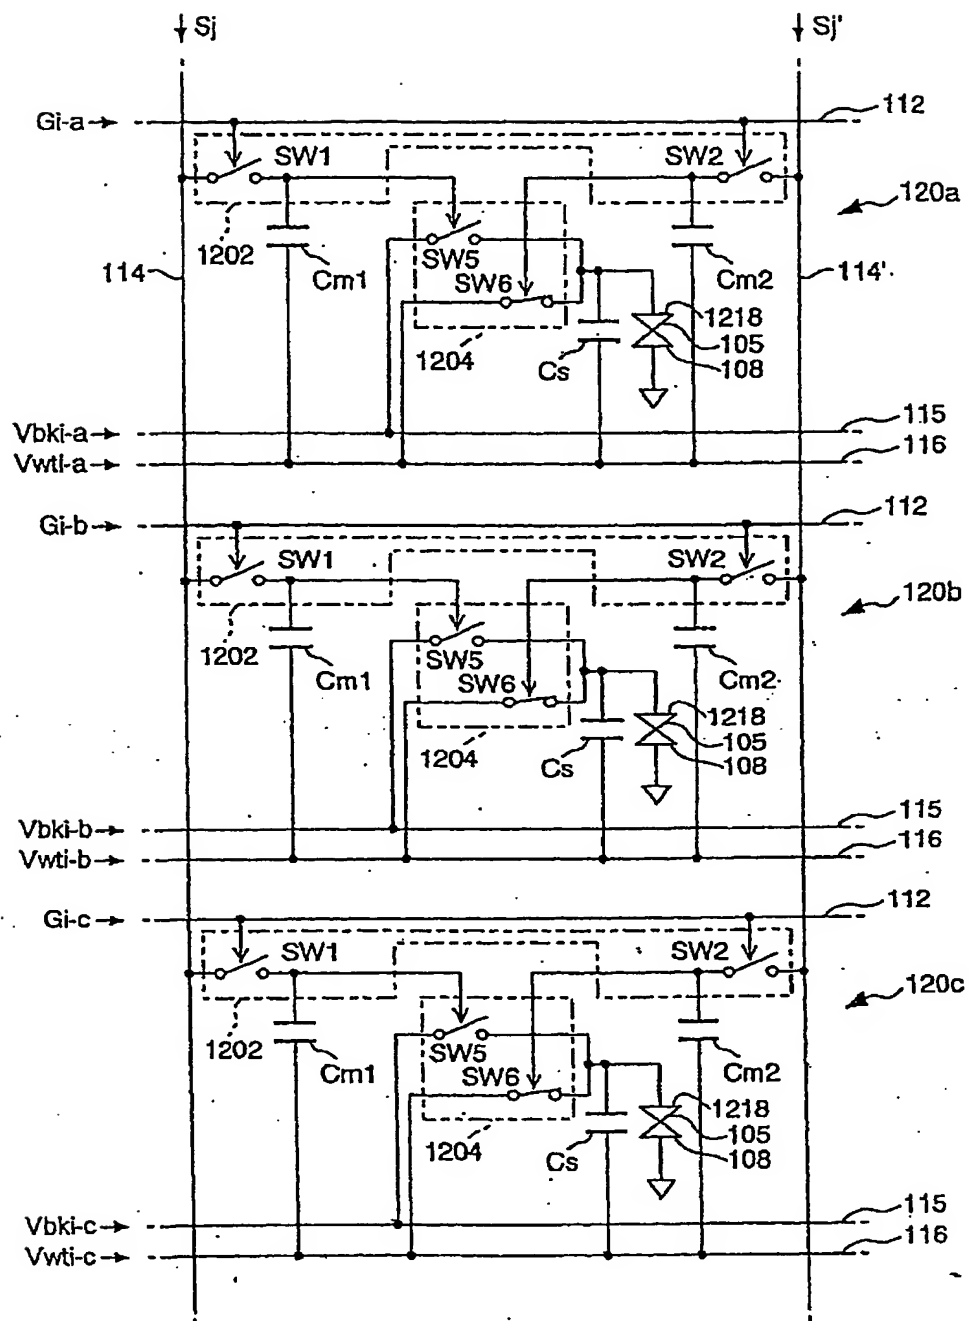 Sj Sj'
Gi-a 112
SW1 SW2
120a
1202 SW5
114 Cm1 Cm2 114'
SW6 1218
105
1204 Cs 108
Vbki-a 115
Vwti-a 116
Gi-b 112
SW1 SW2
120b
1202 SW5
Cm1 SW6 Cm2
1218
105
1204 Cs 108
Vbki-b 115
Vwti-b 116
Gi-c 112
SW1 SW2
120c
1202 SW5
Cm1 SW6 Cm2
1218
105
1204 Cs 108
Vbki-c 115
Vwti-c 116